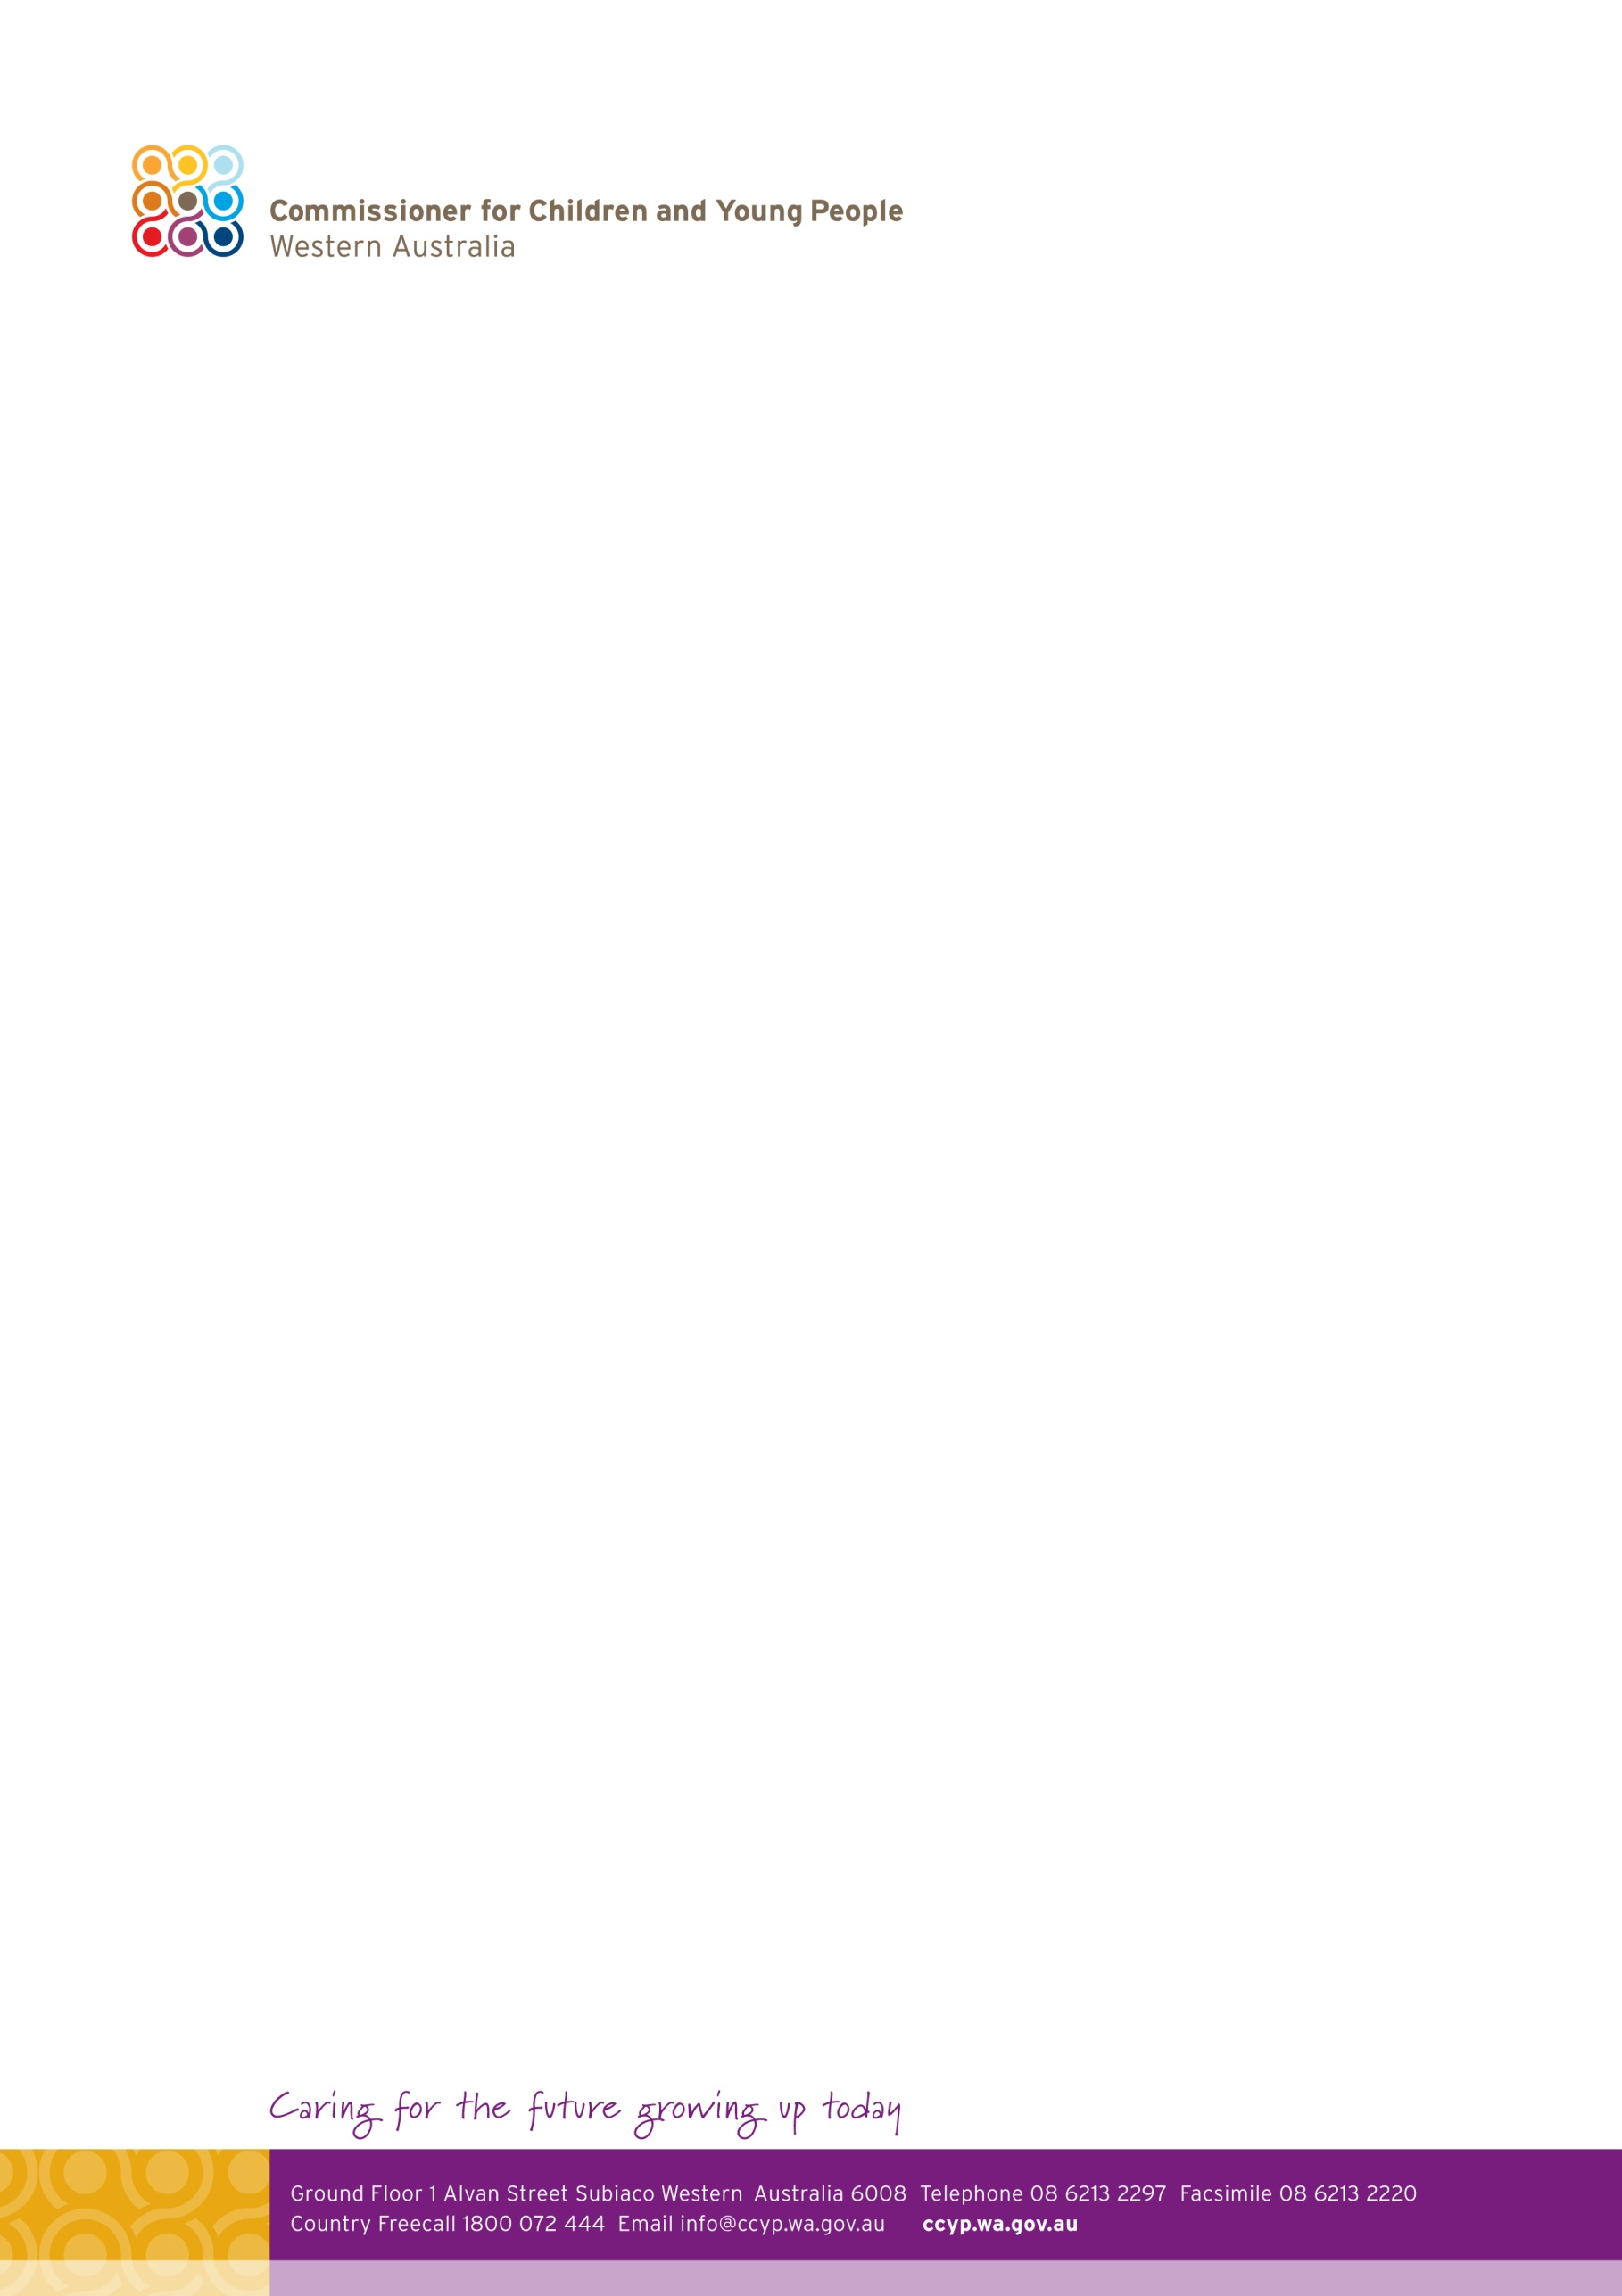 Commissioner for Children and Young People
Western Australia
Caring for the future growing up today
Ground Floor 1 Alvan Street Subiaco Western Australia 6008 Telephone 08 6213 2297 Facsimile 08 6213 2220
Country Freecall 1800 072 444 Email info@ccyp.wa.gov.au ccyp.wa.gov.au